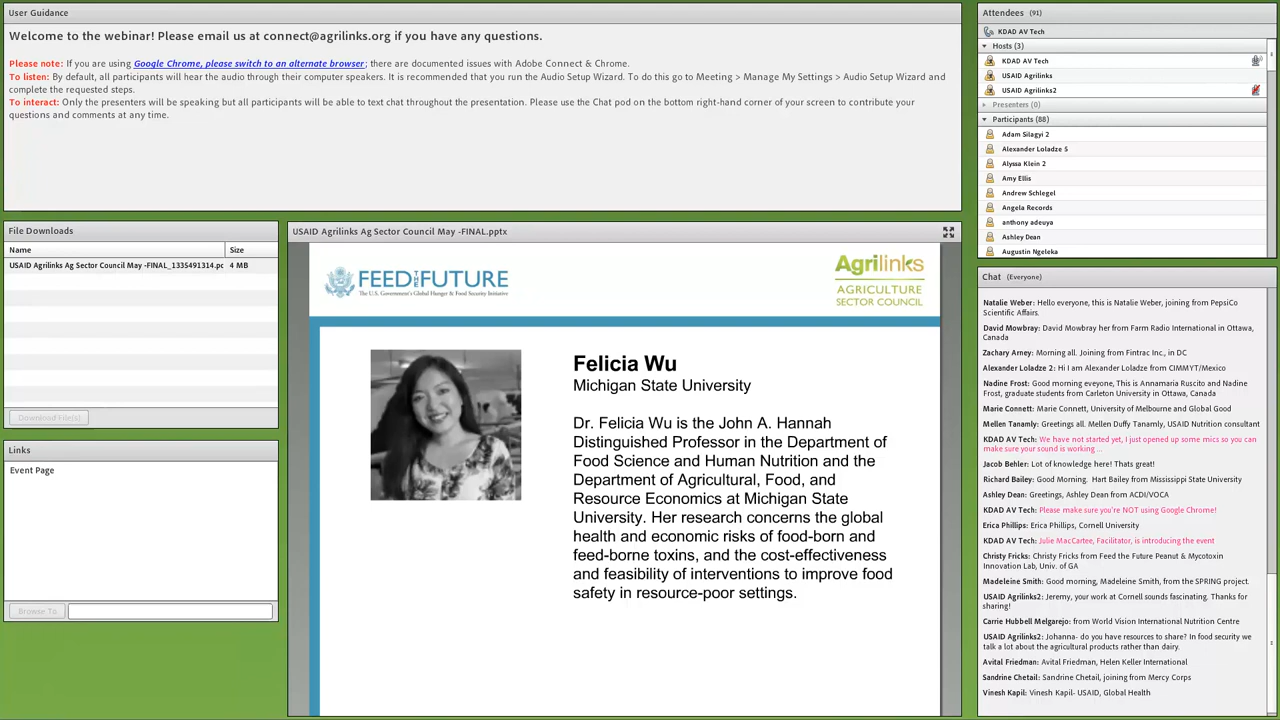 User Guidance
Welcome to the webinar! Please email us at connect@agrilinks.org if you have any questions.
Please note: If you are using Google Chrome, please switch to an alternate browser; there are documented issues with Adobe Connect & Chrome.
To listen: By default, all participants will hear the audio through their computer speakers. It is recommended that you run the Audio Setup Wizard. To do this go to Meeting > Manage My Settings > Audio Setup Wizard and
complete the requested steps.
To interact: Only the presenters will be speaking but all participants will be able to text chat throughout the presentation. Please use the Chat pod on the bottom right-hand corner of your screen to contribute your
questions and comments at any time.
File Downloads
Name Size
USAID Agrilinks Ag Sector Council May -FINAL_1335491314.pc 4 MB
Download File(s)
Links
Event Page
Browse To
USAID Agrilinks Ag Sector Council May -FINAL.pptx
FEED THE FUTURE
The U.S. Government's Global Hunger & Food Security Initiative
Agrilinks
AGRICULTURE
SECTOR COUNCIL
Felicia Wu
Michigan State University
Dr. Felicia Wu is the John A. Hannah
Distinguished Professor in the Department of
Food Science and Human Nutrition and the
Department of Agricultural, Food, and
Resource Economics at Michigan State
University. Her research concerns the global
health and economic risks of food-born and
feed-borne toxins, and the cost-effectiveness
and feasibility of interventions to improve food
safety in resource-poor settings.
Attendees (91)
KDAD AV Tech
Hosts (3)
KDAD AV Tech
USAID Agrilinks
USAID Agrilinks2
Presenters (0)
Participants (88)
Adam Silagyi 2
Alexander Loladze 5
Alyssa Klein 2
Amy Ellis
Andrew Schlegel
Angela Records
anthony adeuya
Ashley Dean
Augustin Ngeleka
Chat (Everyone)
Natalie Weber: Hello everyone, this is Natalie Weber, joining from PepsiCo
Scientific Affairs.
David Mowbray: David Mowbray her from Farm Radio International in Ottawa,
Canada
Zachary Arney: Morning all. Joining from Fintrac Inc., in DC
Alexander Loladze 2: Hi I am Alexander Loladze from CIMMYT/Mexico
Nadine Frost: Good morning eveyone, This is Annamaria Ruscito and Nadine
Frost, graduate students from Carleton University in Ottawa, Canada
Marie Connett: Marie Connett, University of Melbourne and Global Good
Mellen Tanamly: Greetings all. Mellen Duffy Tanamly, USAID Nutrition consultant
KDAD AV Tech: We have not started yet, I just opened up some mics so you can
make sure your sound is working ...
Jacob Behler: Lot of knowledge here! Thats great!
Richard Bailey: Good Morning. Hart Bailey from Mississippi State University
Ashley Dean: Greetings, Ashley Dean from ACDI/VOCA
KDAD AV Tech: Please make sure you're NOT using Google Chrome!
Erica Phillips: Erica Phillips, Cornell University
KDAD AV Tech: Julie MacCartee, Facilitator, is introducing the event
Christy Fricks: Christy Fricks from Feed the Future Peanut & Mycotoxin
Innovation Lab, Univ. of GA
Madeleine Smith: Good morning, Madeleine Smith, from the SPRING project.
USAID Agrilinks2: Jeremy, your work at Cornell sounds fascinating. Thanks for
sharing!
Carrie Hubbell Melgarejo: from World Vision International Nutrition Centre
USAID Agrilinks2: Johanna- do you have resources to share? In food security we
talk a lot about the agricultural products rather than dairy.
Avital Friedman: Avital Friedman, Helen Keller International
Sandrine Chetail: Sandrine Chetail, joining from Mercy Corps
Vinesh Kapil: Vinesh Kapil- USAID, Global Health